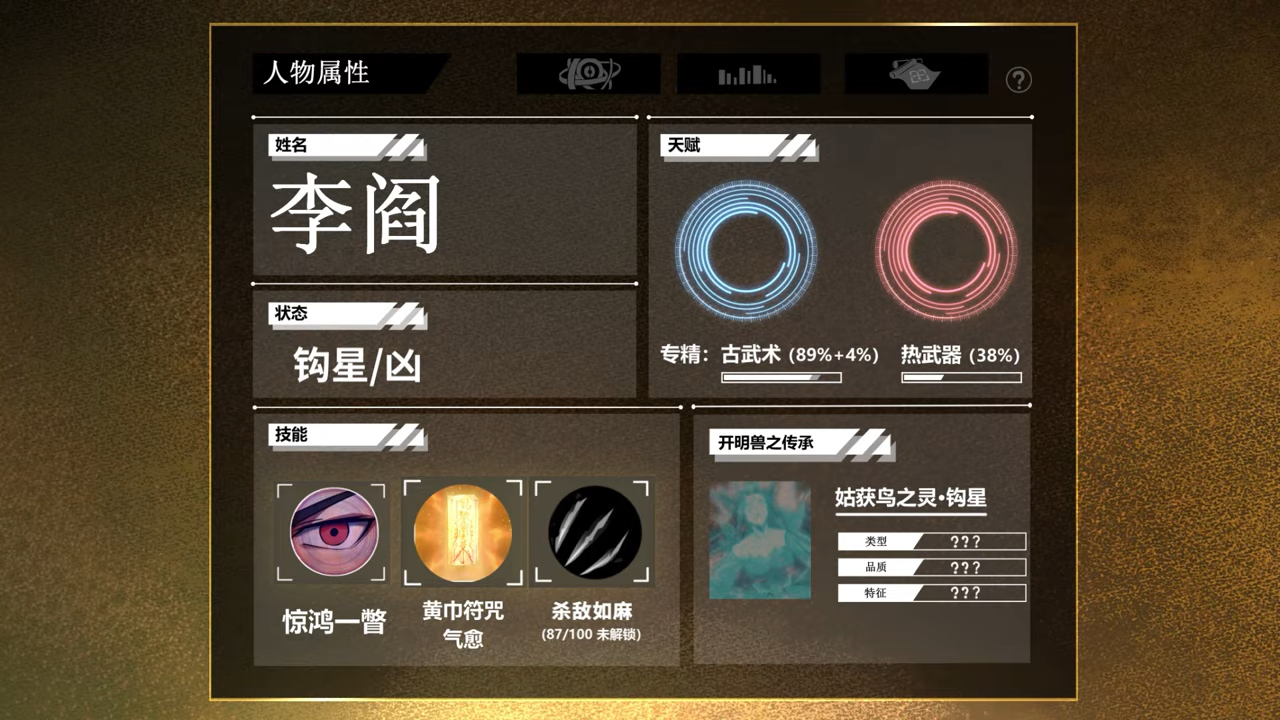 人物属性
?
姓名
李阎
天赋
专精：古武术 (89%+4%)
热武器 (38%)
状态
钩星/凶
技能
惊鸿一瞥
黄巾符咒
气愈
杀敌如麻
(87/100 未解锁)
开明兽之传承
姑获鸟之灵·钩星
类型 ???
品质 ???
特征 ???